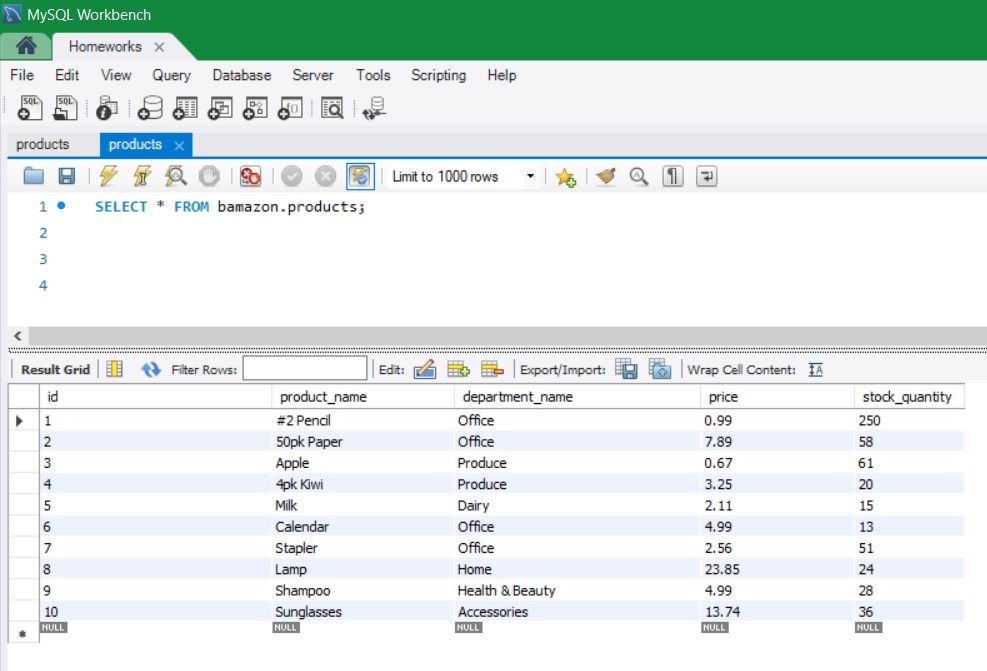 MySQL Workbench
Homeworks
File Edit View Query Database Server Tools Scripting Help
SQL SQL
products products
Limit to 1000 rows
1 SELECT * FROM bamazon.products;
2
3
4
Result Grid Filter Rows: Edit: Export/Import: Wrap Cell Content:
id product_name department_name price stock_quantity
1 #2 Pencil Office 0.99 250
2 50pk Paper Office 7.89 58
3 Apple Produce 0.67 61
4 4pk Kiwi Produce 3.25 20
5 Milk Dairy 2.11 15
6 Calendar Office 4.99 13
7 Stapler Office 2.56 51
8 Lamp Home 23.85 24
9 Shampoo Health & Beauty 4.99 28
10 Sunglasses Accessories 13.74 36
NULL NULL NULL NULL NULL